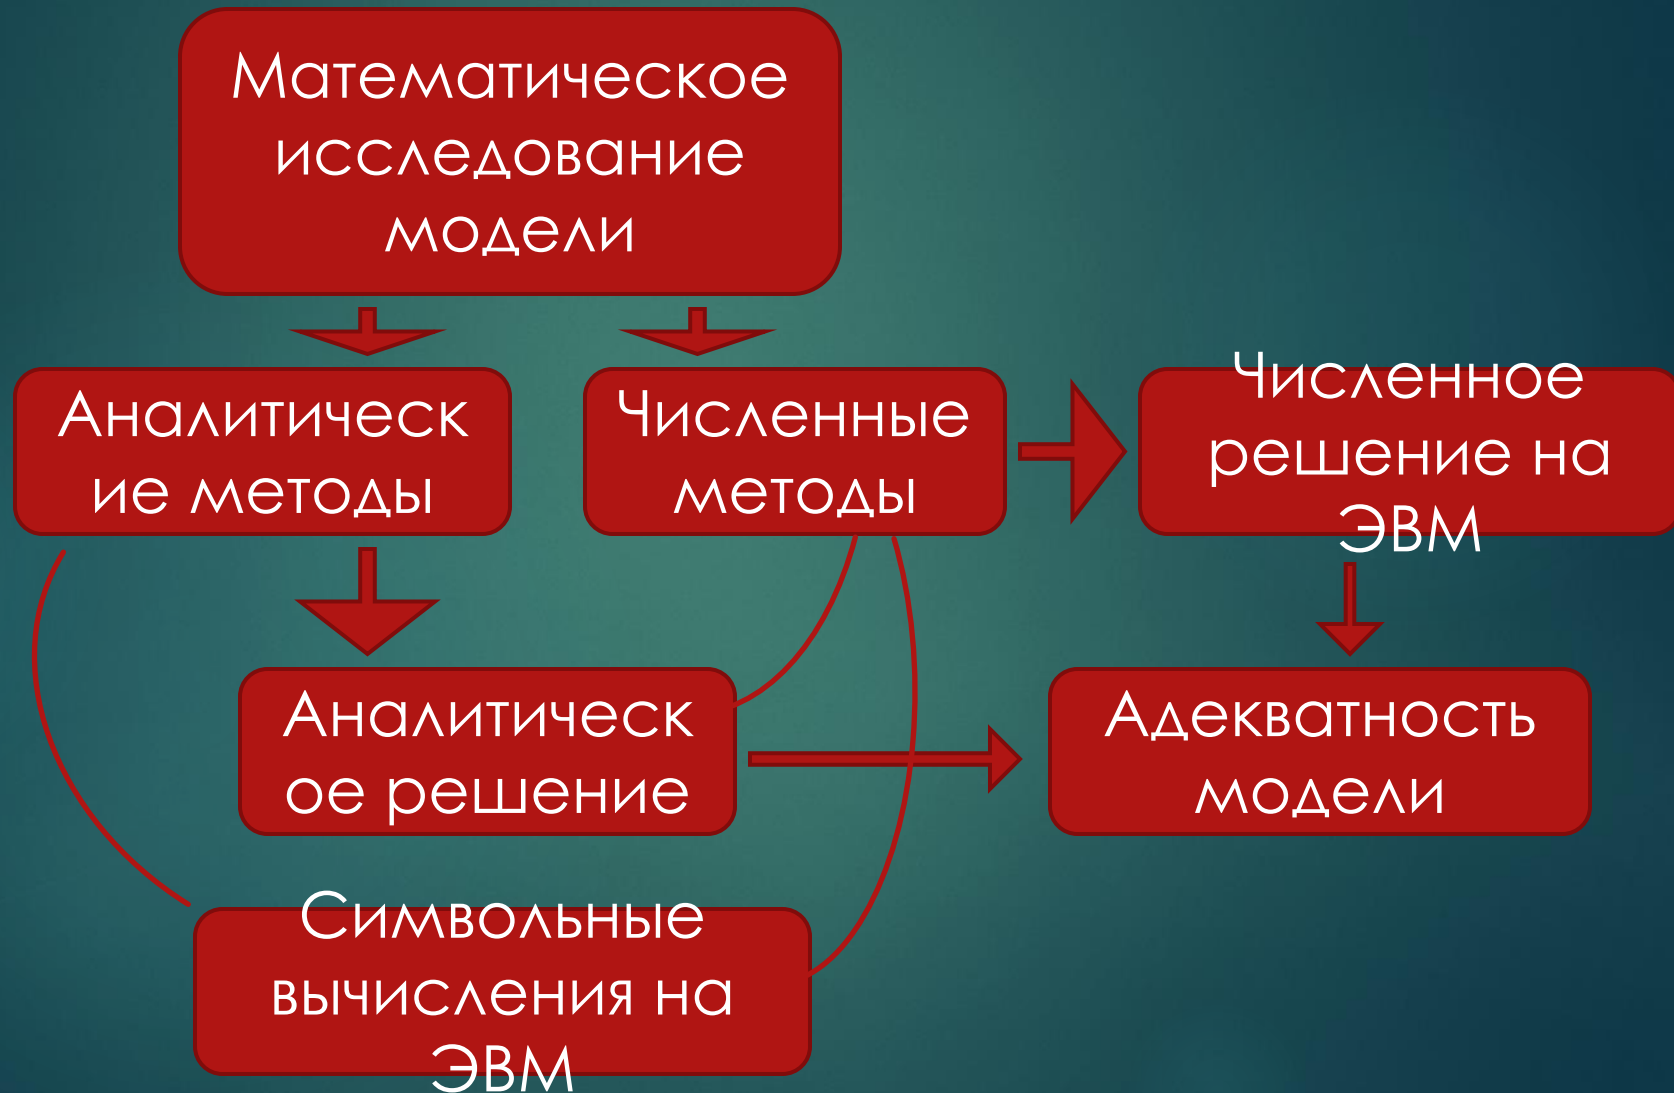 Математическое
исследование
модели
Аналитическ
ие методы
Численные
методы
Численное
решение на
ЭВМ
Аналитическ
ое решение
Адекватность
модели
Символьные
вычисления на
ЭВМ